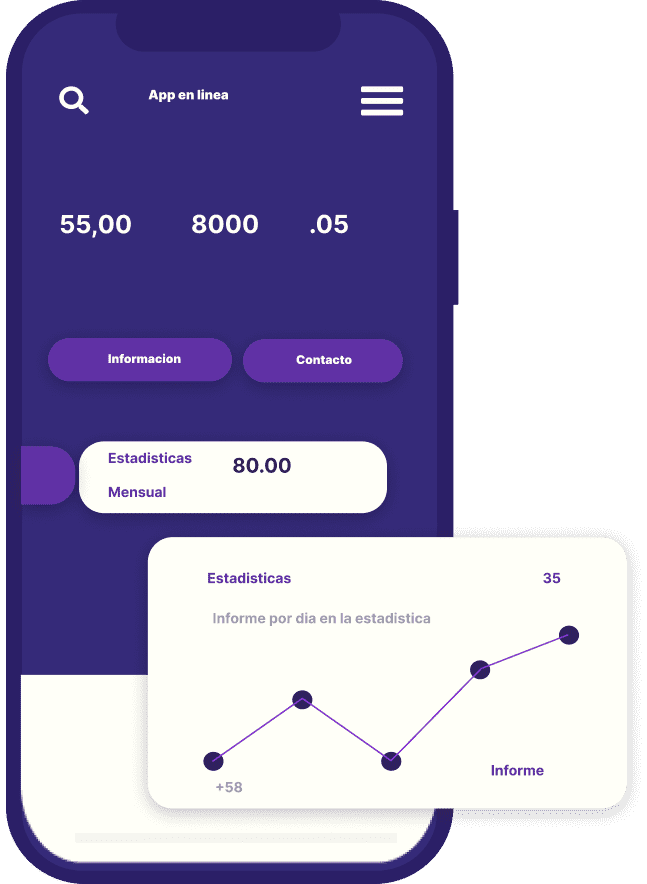 App en linea
55,00 8000 .05
Informacion Contacto
Estadisticas 80.00
Mensual
Estadisticas 35
Informe por dia en la estadistica
Informe
+58